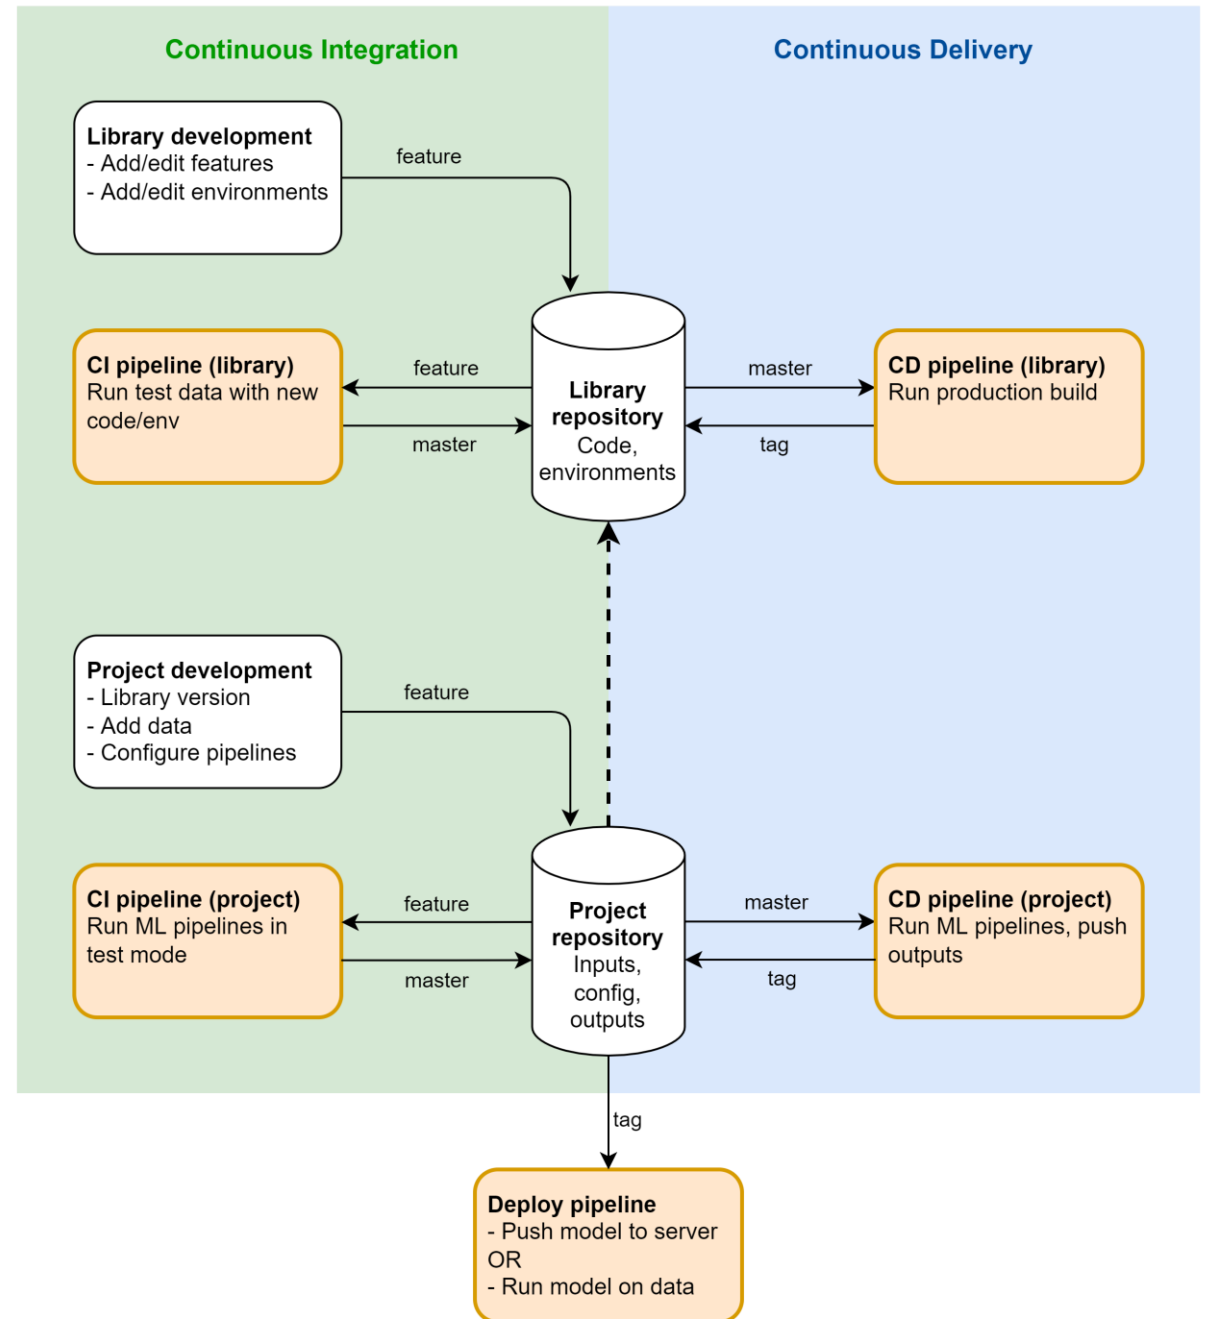 Continuous Integration
Continuous Delivery
Library development
- Add/edit features
- Add/edit environments
feature
CI pipeline (library)
Run test data with new
code/env
feature
master
Library
repository
Code,
environments
master
tag
CD pipeline (library)
Run production build
Project development
- Library version
- Add data
- Configure pipelines
feature
CI pipeline (project)
Run ML pipelines in
test mode
feature
master
Project
repository
Inputs,
config,
outputs
master
tag
CD pipeline (project)
Run ML pipelines, push
outputs
tag
Deploy pipeline
- Push model to server
OR
- Run model on data